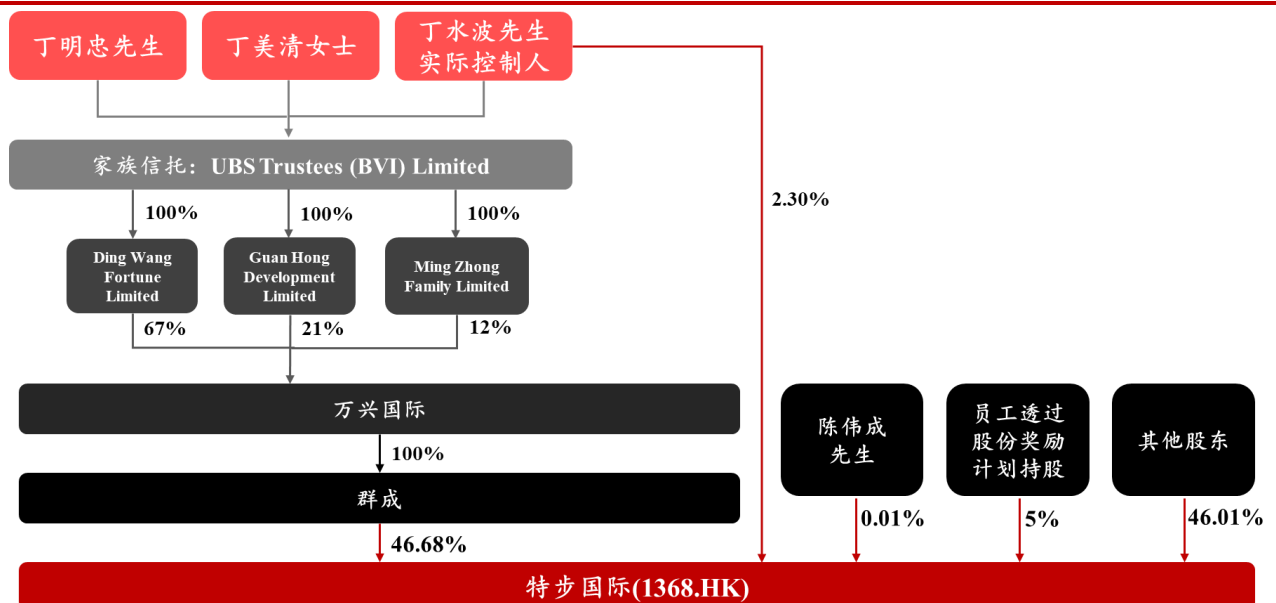 丁明忠先生
丁美清女士
丁水波先生
实际控制人
家族信托：UBS Trustees (BVI) Limited
2.30%
100%
100%
100%
Ding Wang
Fortune
Limited
Guan Hong
Development
Limited
Ming Zhong
Family Limited
67%
21%
12%
万兴国际
陈伟成
先生
员工透过
股份奖励
计划持股
其他股东
100%
群成
0.01%
5%
46.01%
46.68%
特步国际(1368.HK)